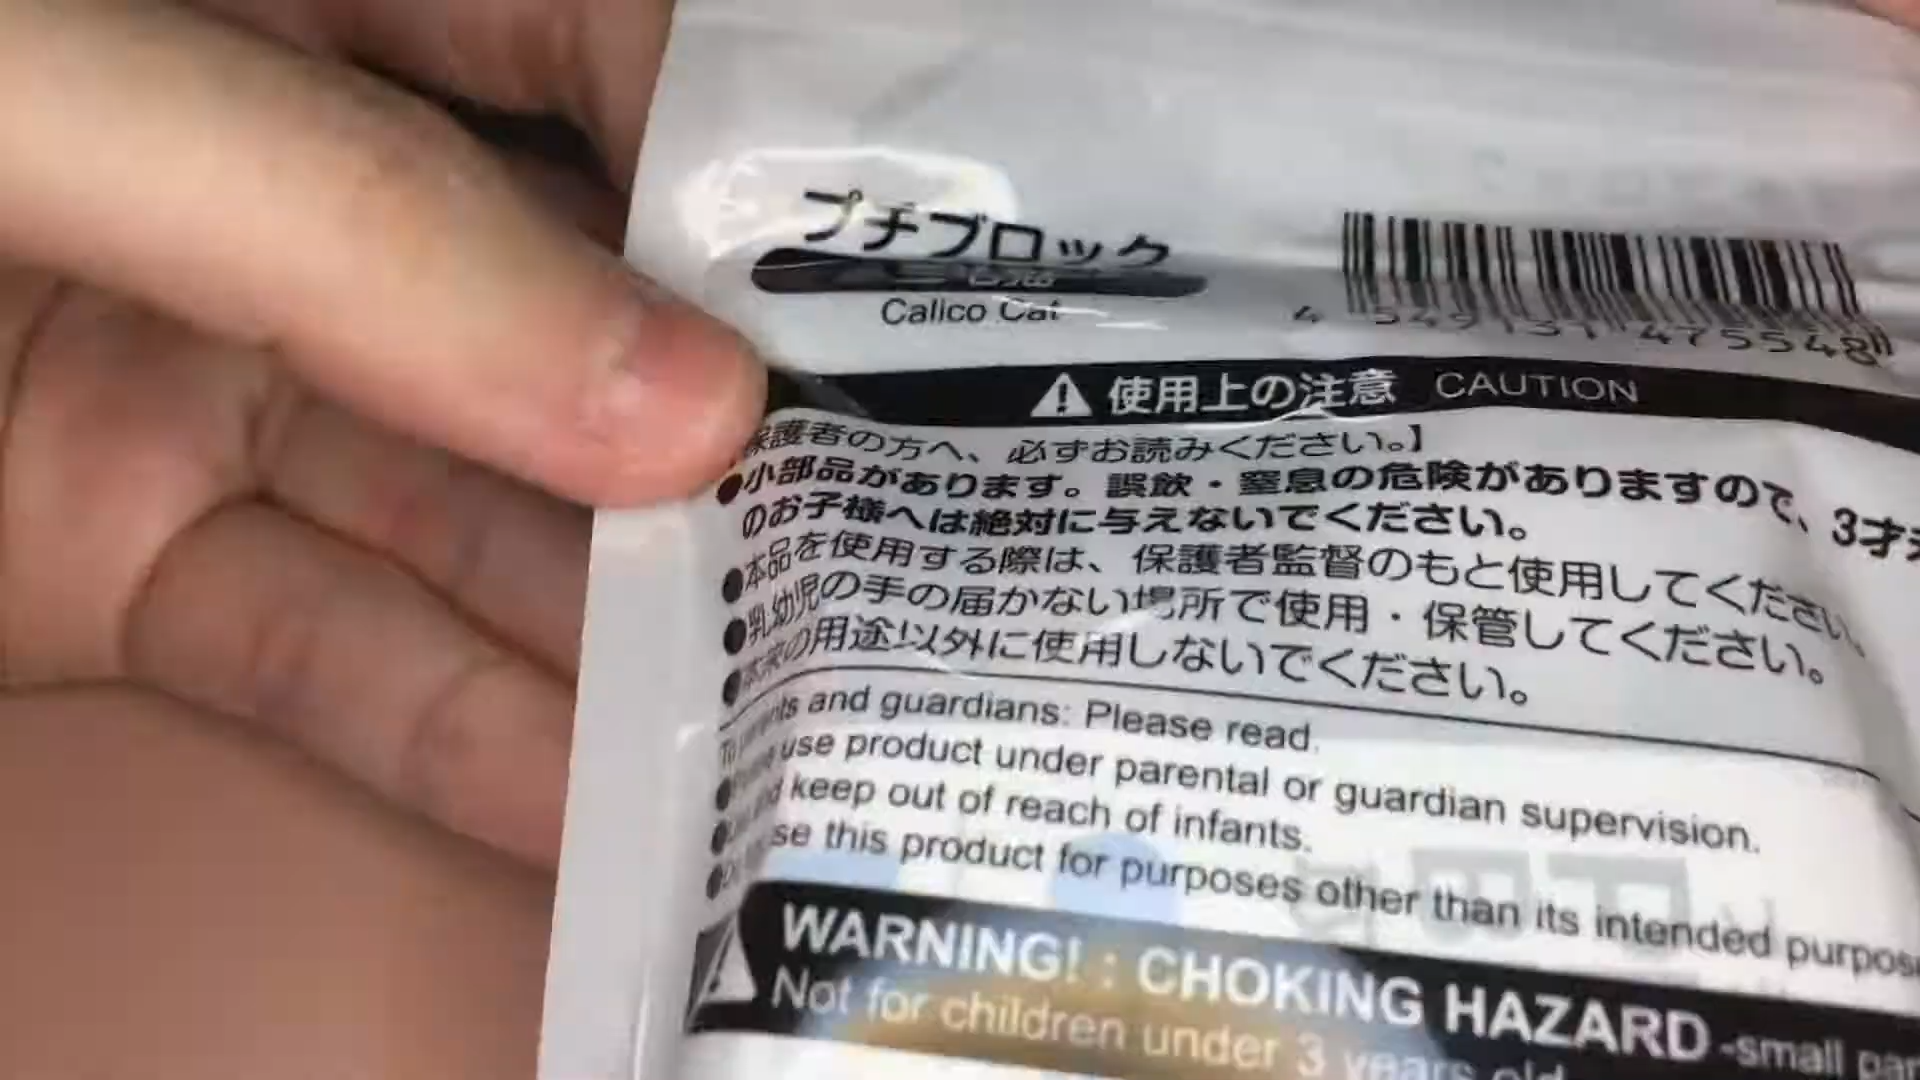 プチブロック
Calico Cat
4 549131 475548
使用上の注意 CAUTION
保護者の方へ、必ずお読みください。】
●小部品があります。誤飲・窒息の危険がありますので、3才
のお子様へは絶対に与えないでください。
●本品を使用する際は、保護者監督のもと使用してください。
●乳幼児の手の届かない場所で使用・保管してください。
●本来の用途以外に使用しないでください。
To parents and guardians: Please read.
use product under parental or guardian supervision.
keep out of reach of infants.
this product for purposes other than its intended
WARNING! : CHOKING HAZARD -small
Not for children under 3 years old